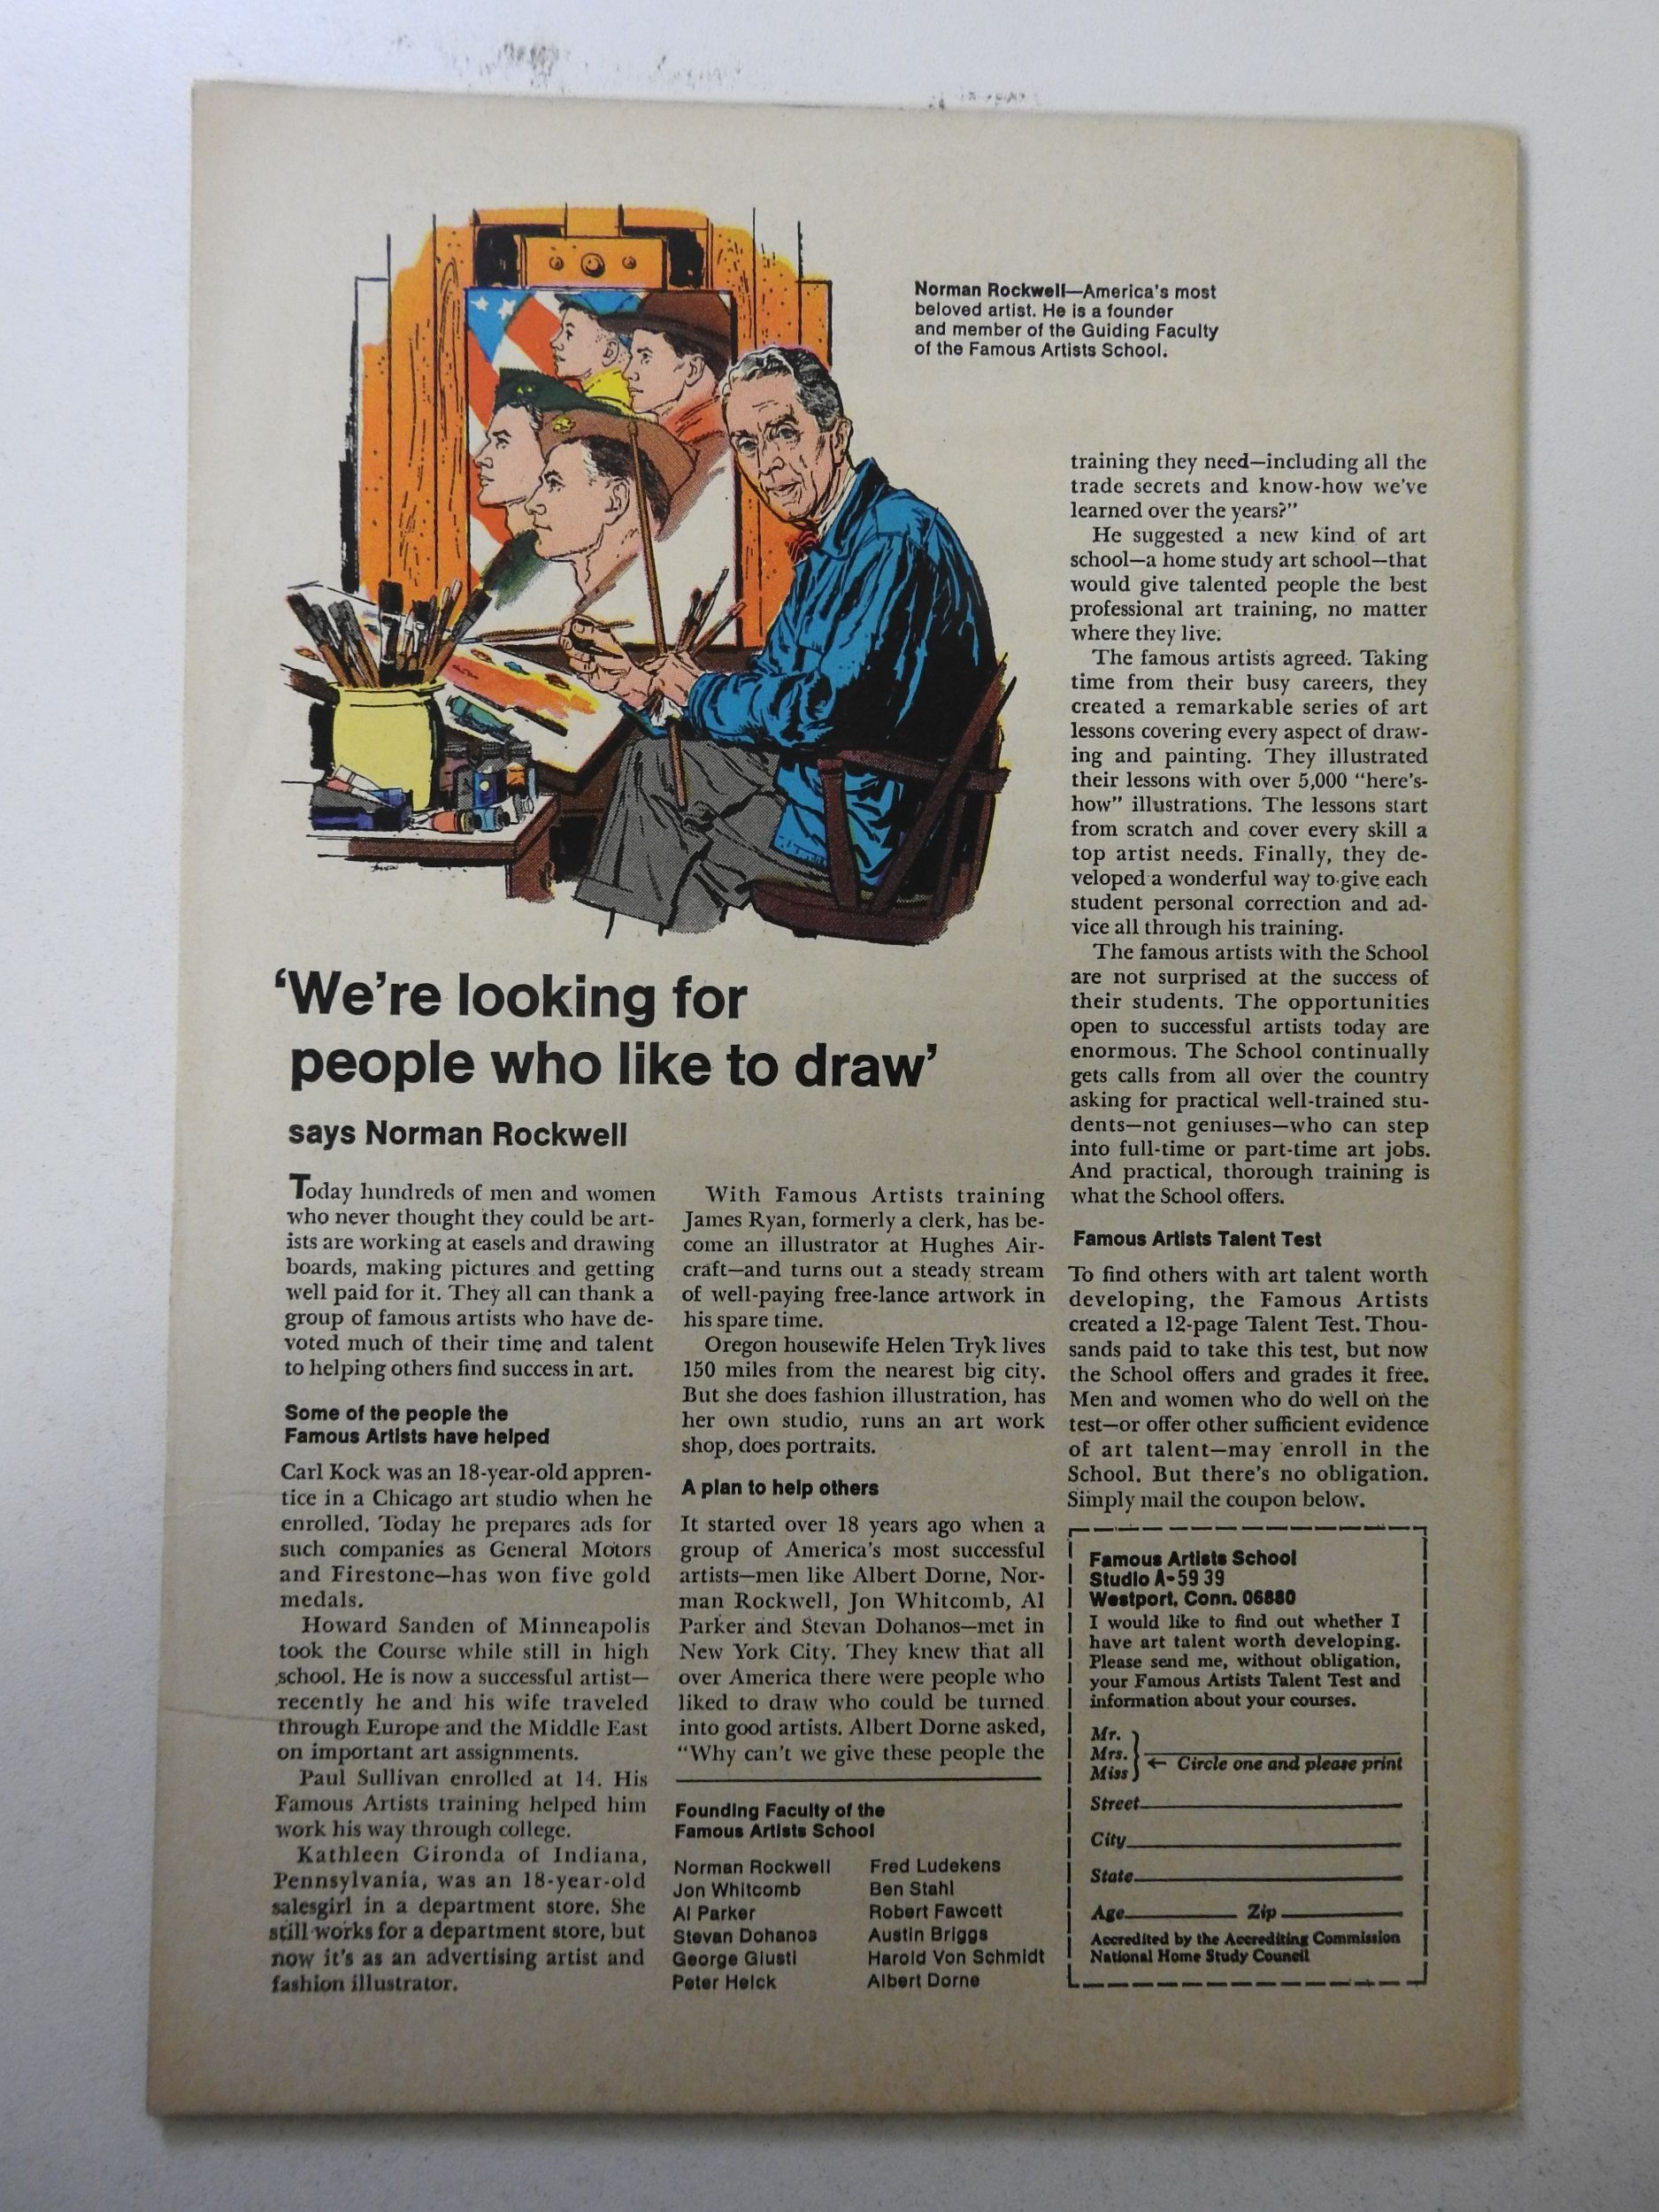 Norman Rockwell—America's most
beloved artist. He is a founder
and member of the Guiding Faculty
of the Famous Artists School.
‘We’re looking for
people who like to draw’
says Norman Rockwell
Today hundreds of men and women
who never thought they could be art-
ists are working at easels and drawing
boards, making pictures and getting
well paid for it. They all can thank a
group of famous artists who have de-
voted much of their time and talent
to helping others find success in art.
Some of the people the
Famous Artists have helped
Carl Kock was an 18-year-old appren-
tice in a Chicago art studio when he
enrolled. Today he prepares ads for
such companies as General Motors
and Firestone—has won five gold
medals.
Howard Sanden of Minneapolis
took the Course while still in high
school. He is now a successful artist—
recently he and his wife traveled
through Europe and the Middle East
on important art assignments.
Paul Sullivan enrolled at 14. His
Famous Artists training helped him
work his way through college.
Kathleen Gironda of Indiana,
Pennsylvania, was an 18-year-old
salesgirl in a department store. She
still works for a department store, but
now it's as an advertising artist and
fashion illustrator.
With Famous Artists training
James Ryan, formerly a clerk, has be-
come an illustrator at Hughes Air-
craft—and turns out a steady stream
of well-paying free-lance artwork in
his spare time.
Oregon housewife Helen Tryk lives
150 miles from the nearest big city.
But she does fashion illustration, has
her own studio, runs an art work
shop, does portraits.
A plan to help others
It started over 18 years ago when a
group of America's most successful
artists—men like Albert Dorne, Nor-
man Rockwell, Jon Whitcomb, Al
Parker and Stevan Dohanos—met in
New York City. They knew that all
over America there were people who
liked to draw who could be turned
into good artists. Albert Dorne asked,
“Why can't we give these people the
training they need—including all the
trade secrets and know-how we've
learned over the years?”
He suggested a new kind of art
school—a home study art school—that
would give talented people the best
professional art training, no matter
where they live.
The famous artists agreed. Taking
time from their busy careers, they
created a remarkable series of art
lessons covering every aspect of draw-
ing and painting. They illustrated
their lessons with over 5,000 “here's-
how” illustrations. The lessons start
from scratch and cover every skill a
top artist needs. Finally, they de-
veloped a wonderful way to give each
student personal correction and ad-
vice all through his training.
The famous artists with the School
are not surprised at the success of
their students. The opportunities
open to successful artists today are
enormous. The School continually
gets calls from all over the country
asking for practical well-trained stu-
dents—not geniuses—who can step
into full-time or part-time art jobs.
And practical, thorough training is
what the School offers.
Famous Artists Talent Test
To find others with art talent worth
developing, the Famous Artists
created a 12-page Talent Test. Thou-
sands paid to take this test, but now
the School offers and grades it free.
Men and women who do well on the
test—or offer other sufficient evidence
of art talent—may enroll in the
School. But there's no obligation.
Simply mail the coupon below.
Founding Faculty of the
Famous Artists School
Norman Rockwell
Jon Whitcomb
Al Parker
Stevan Dohanos
George Giusti
Peter Helck
Fred Ludekens
Ben Stahl
Robert Fawcett
Austin Briggs
Harold Von Schmidt
Albert Dorne
Famous Artists School
Studio A-59 39
Westport, Conn. 06880
I would like to find out whether I
have art talent worth developing.
Please send me, without obligation,
your Famous Artists Talent Test and
information about your courses.
Mr.
Mrs. ← Circle one and please print
Miss
Street
City
State
Age Zip
Accredited by the Accrediting Commission
National Home Study Council